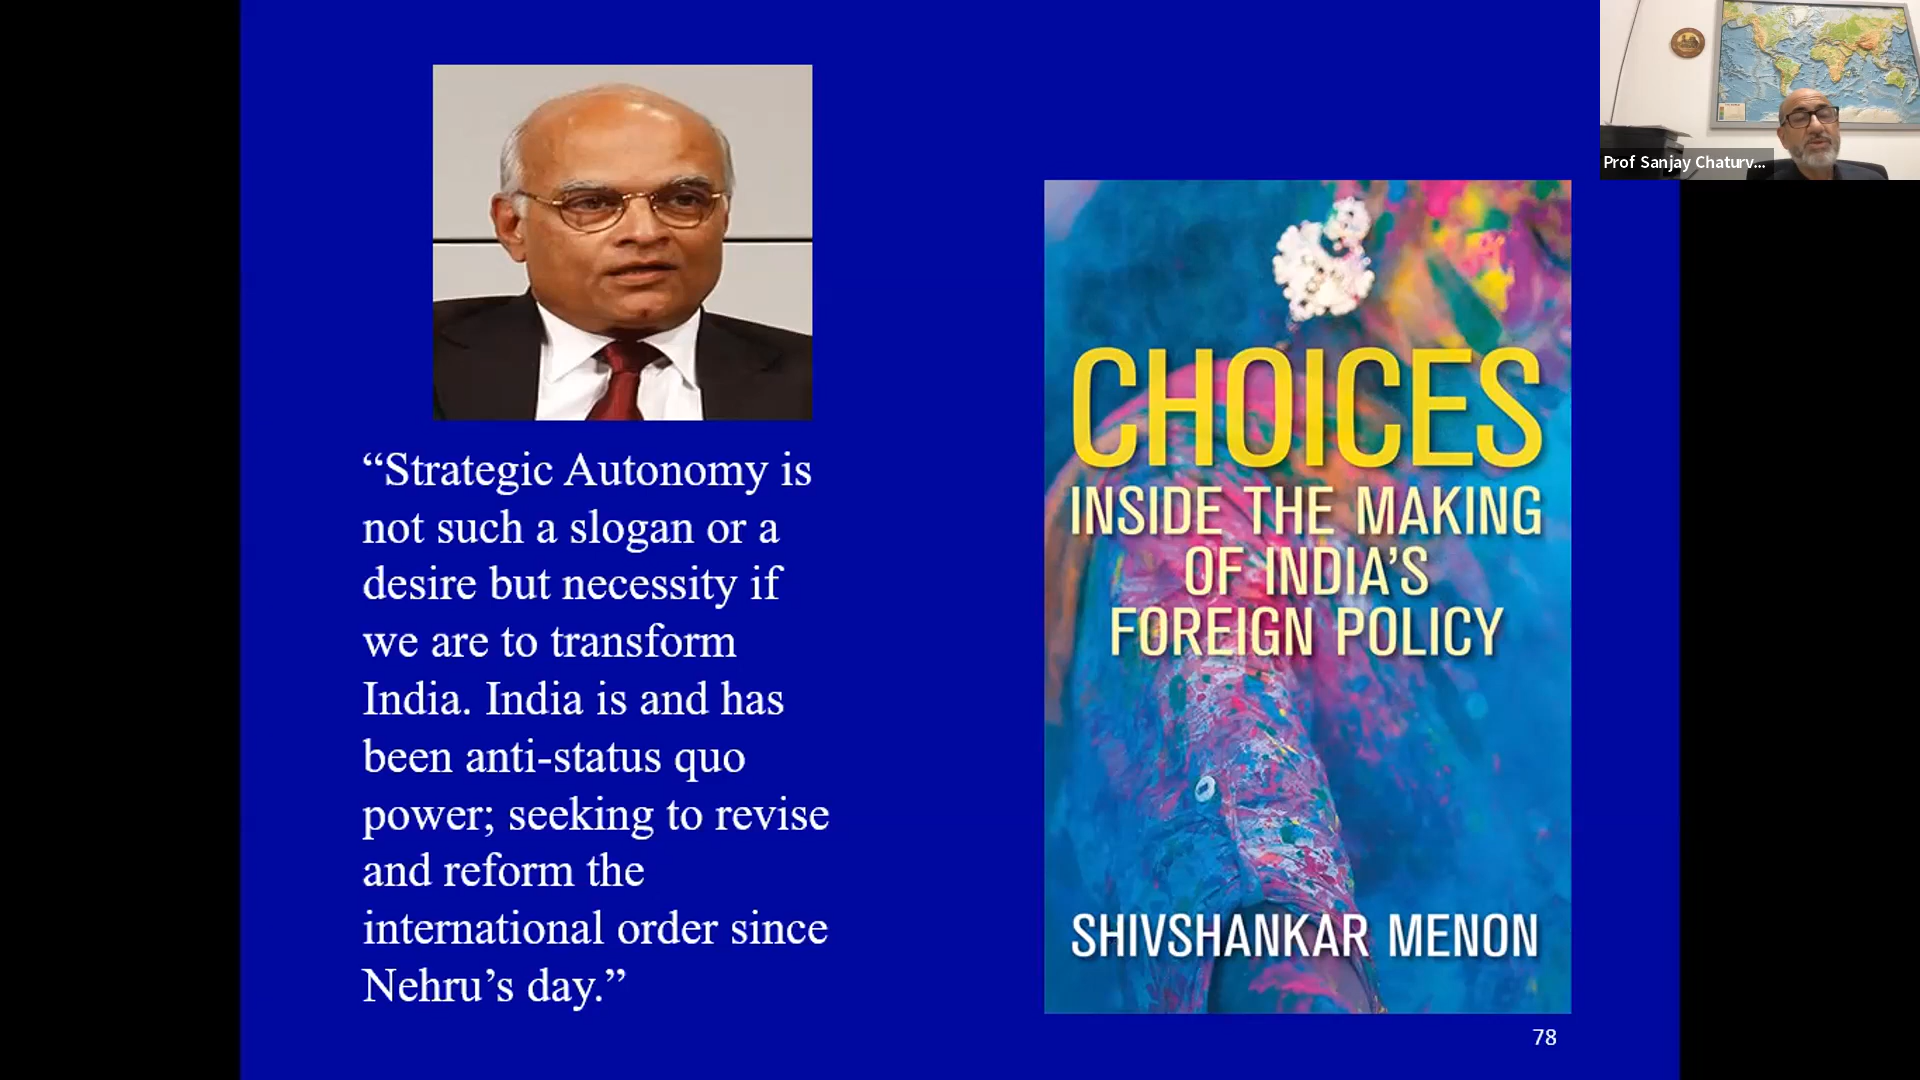 Prof Sanjay Chaturv...
“Strategic Autonomy is
not such a slogan or a
desire but necessity if
we are to transform
India. India is and has
been anti-status quo
power; seeking to revise
and reform the
international order since
Nehru’s day.”
CHOICES
INSIDE THE MAKING
OF INDIA’S
FOREIGN POLICY
SHIVSHANKAR MENON
78